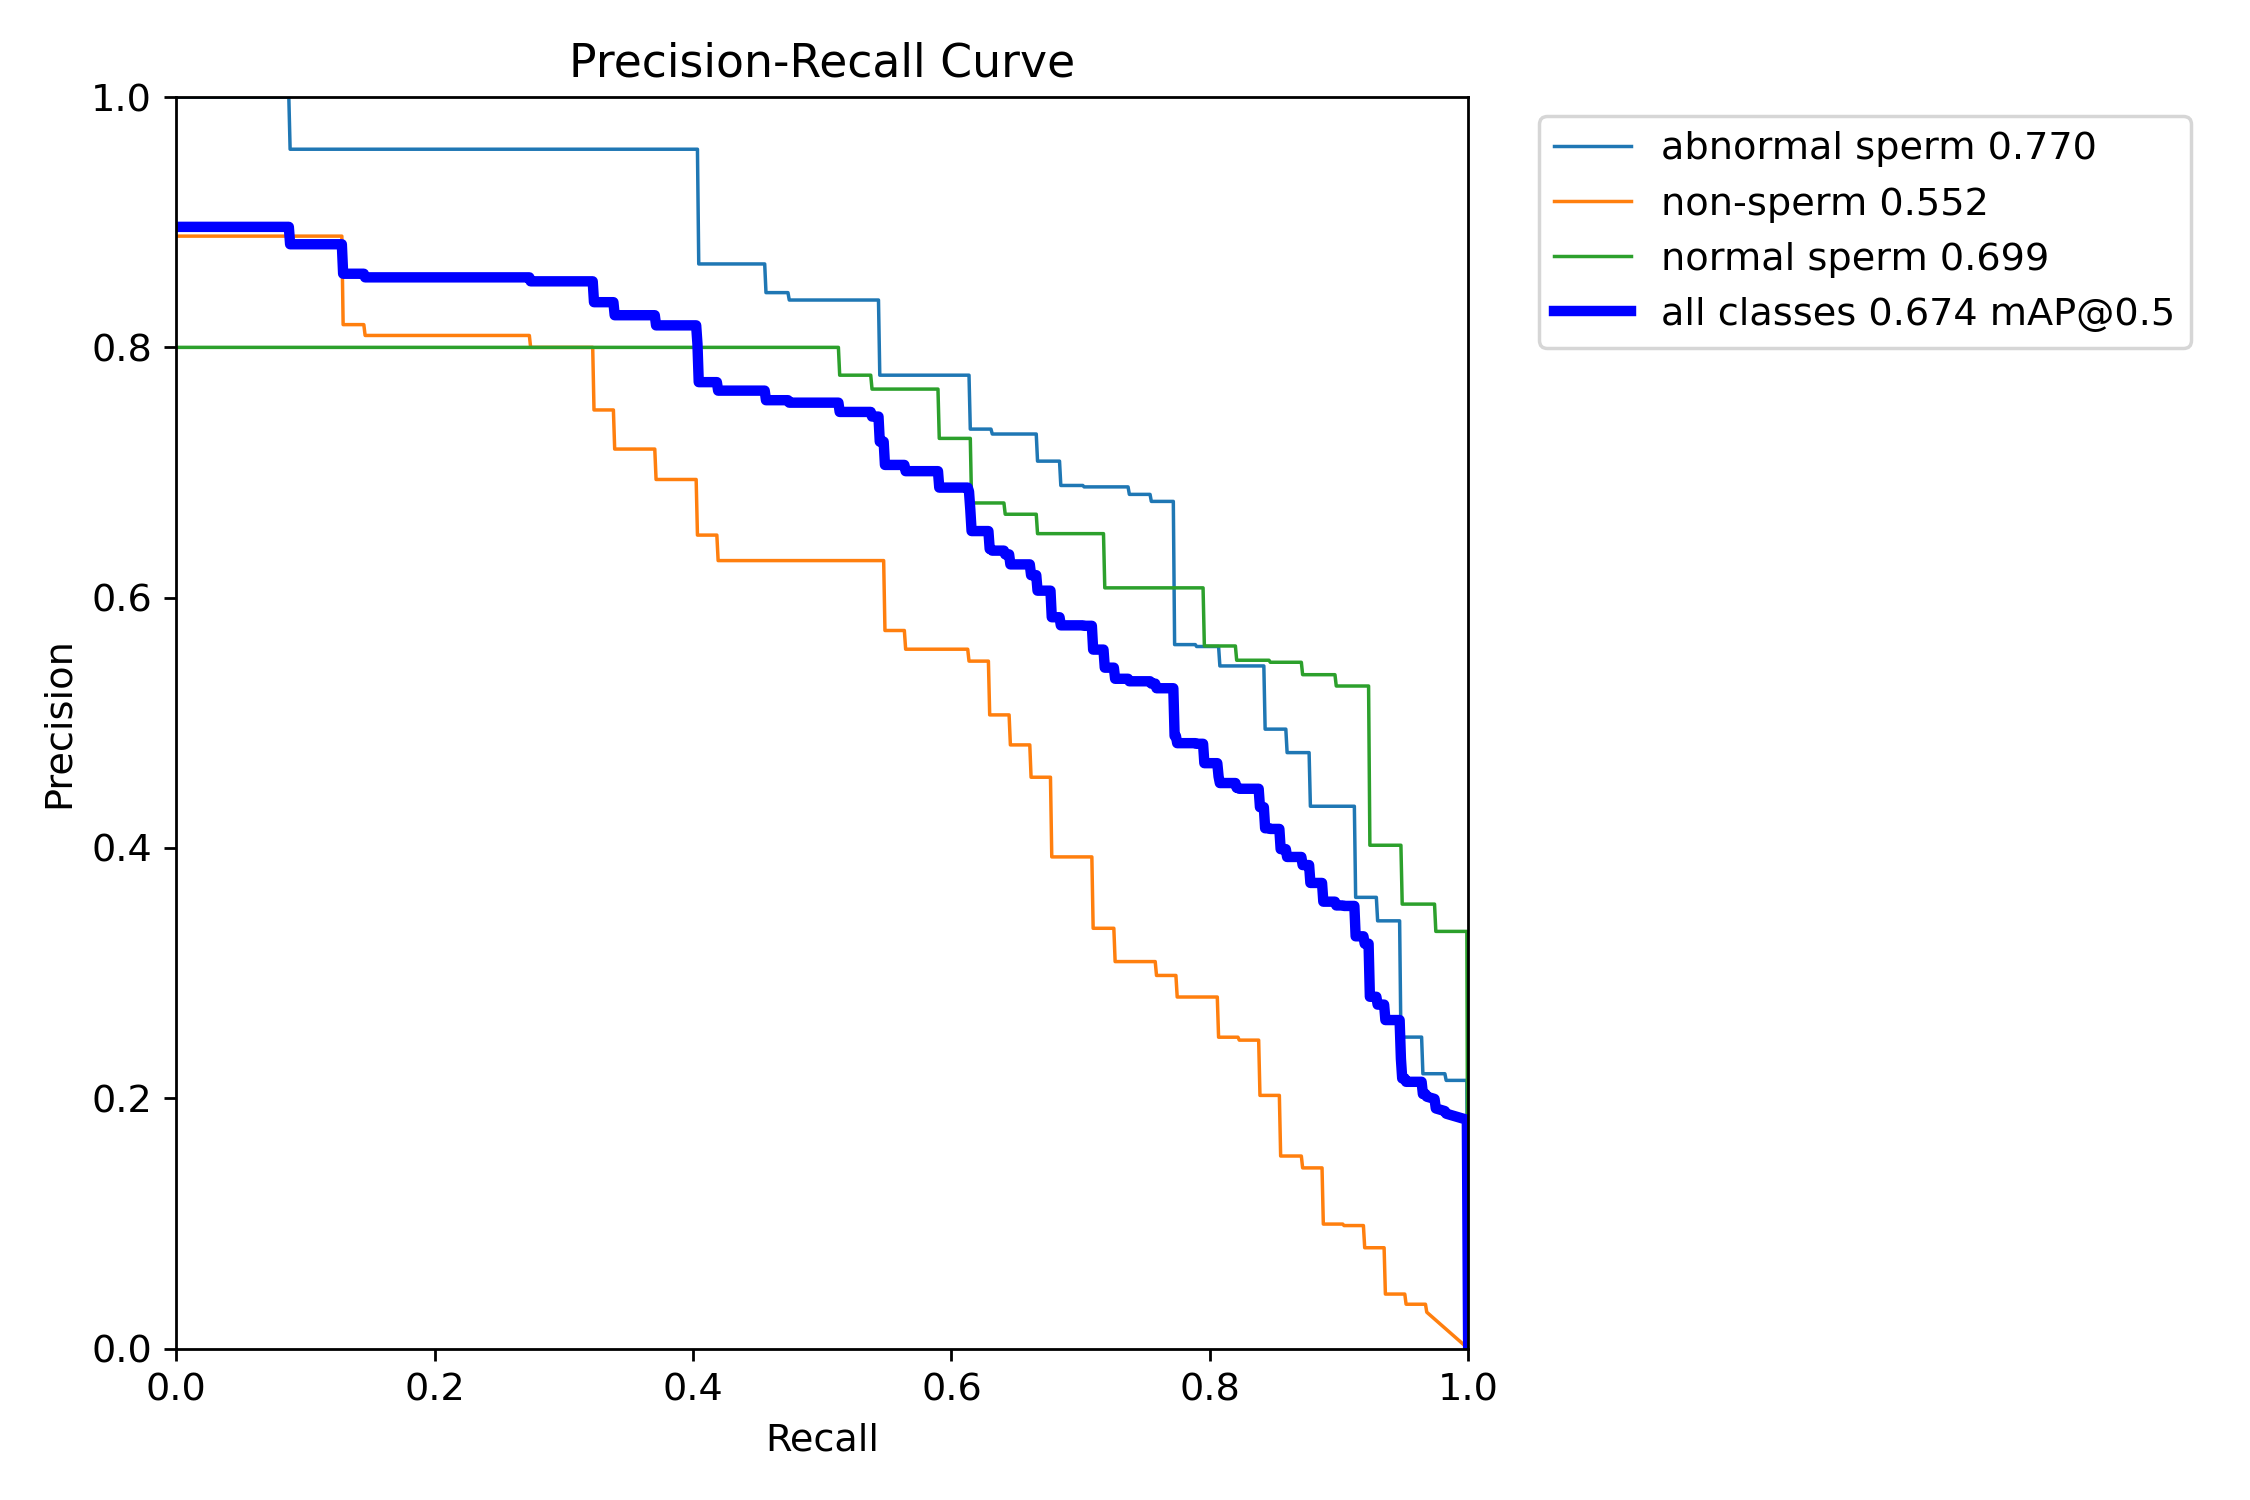 Precision-Recall Curve
1.0
0.8
0.6
0.4
0.2
0.0
Precision
0.0 0.2 0.4 0.6 0.8 1.0
Recall
abnormal sperm 0.770
non-sperm 0.552
normal sperm 0.699
all classes 0.674 mAP@0.5